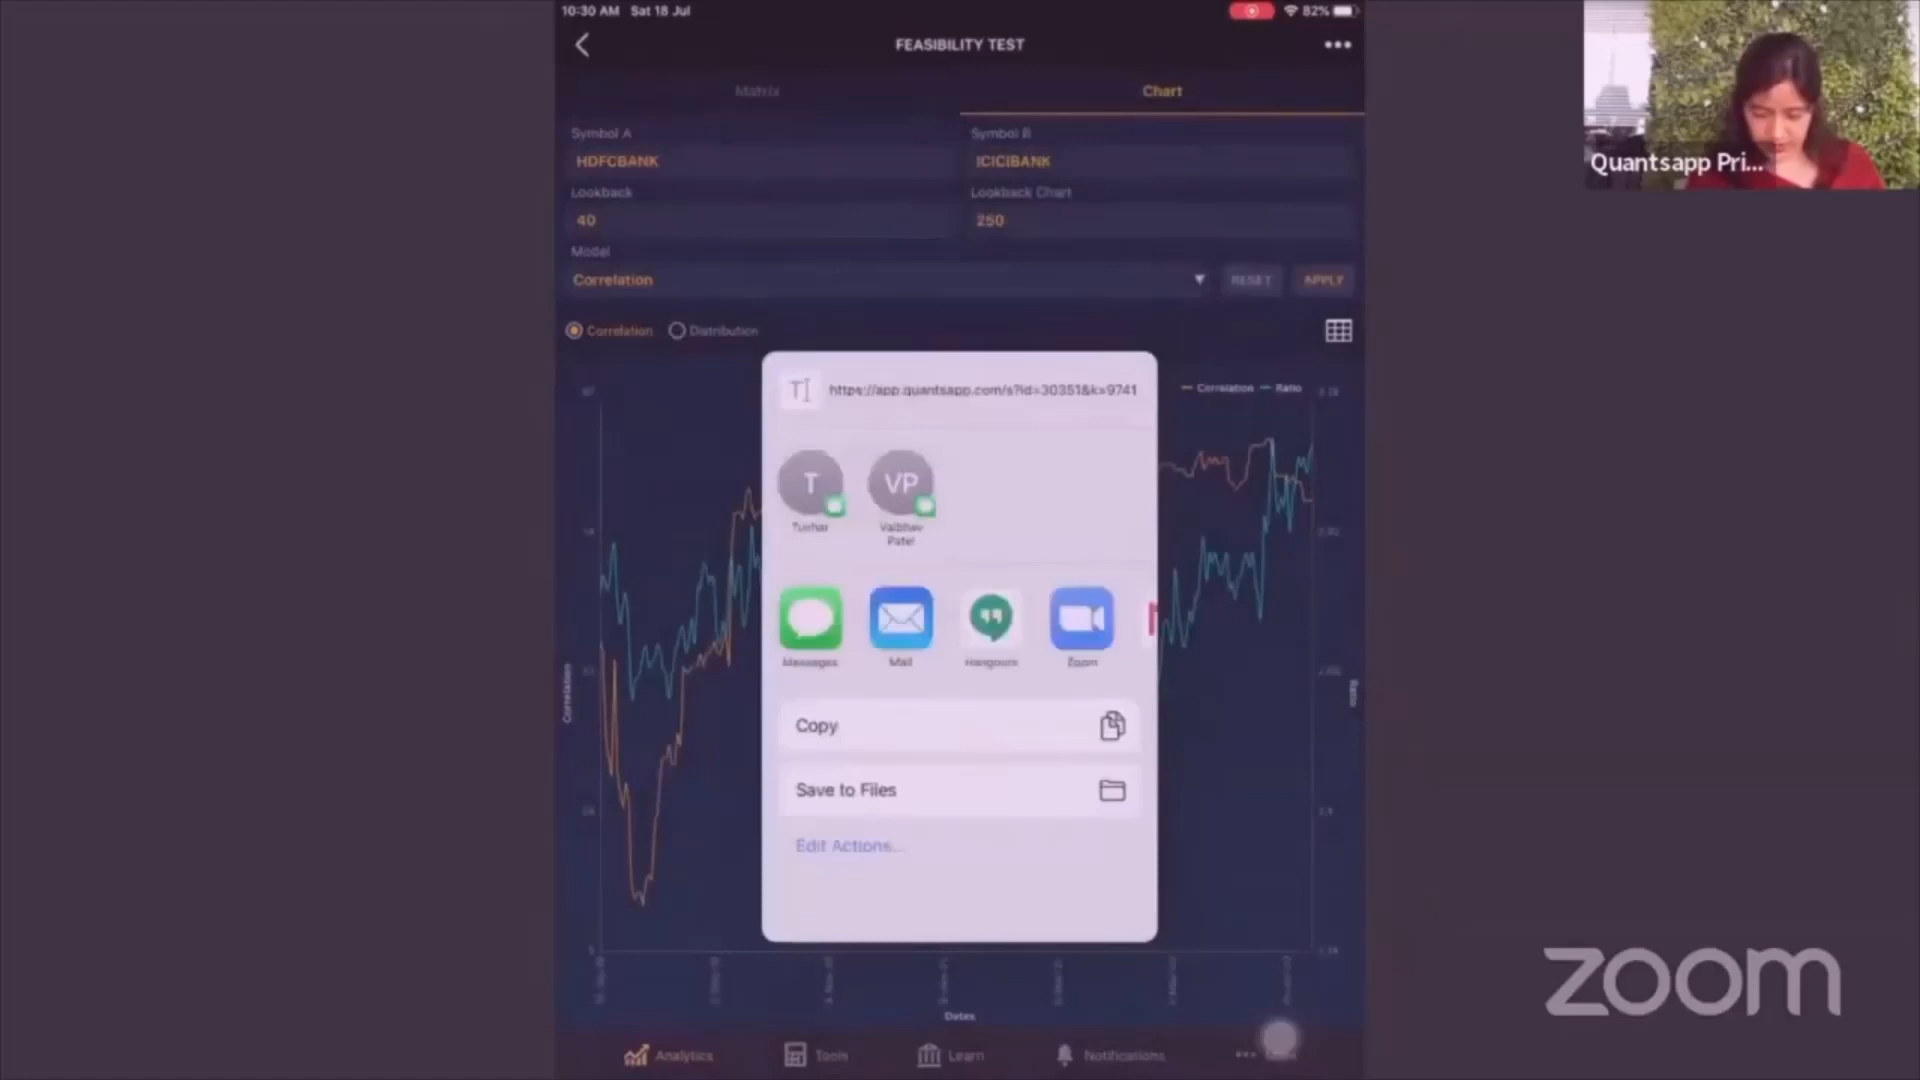 10:30 AM Sat 18 Jul
82%
FEASIBILITY TEST
Matrix
Chart
Symbol A
Symbol B
HDFCBANK
ICICIBANK
Lookback
Lookback Chart
40
250
Model
Correlation
RESET
APPLY
Correlation
Distribution
https://app.quantsapp.com/s?id=30351&k=9741
Correlation
Ratio
T
VP
Tushar
Vaibhav
Patel
Messages
Mail
Hangouts
Zoom
Correlation
Ratio
Copy
Save to Files
Edit Actions...
Dates
Analytics
Tools
Learn
Notifications
Quantsapp Pri...
zoom